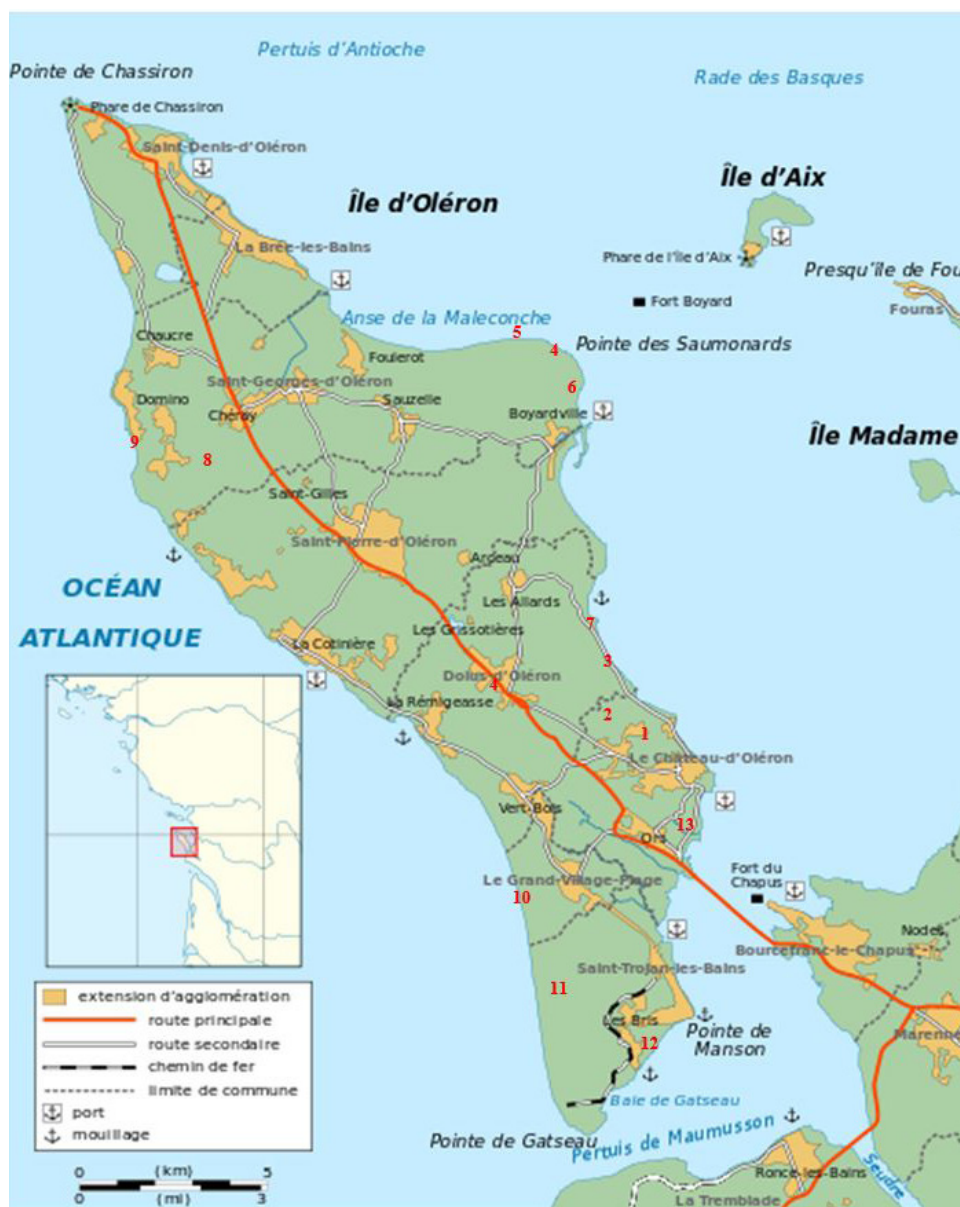 Pertuis d'Antioche
Pointe de Chassiron
Rade des Basques
Phare de Chassiron
Saint-Denis-d'Oléron
Île d'Aix
Île d'Oléron
La Brée-les-Bains
Phare de l'Île d'Aix
Presqu'île de Fou
Fort Boyard
Fouras
Anse de la Maleconche
5
4
Pointe des Saumonards
Chaucre
Foulerot
Saint-Georges-d'Oléron
6
Domino
Sauzelle
Chéray
Boyardville
9
Île Madame
8
Saint-Gilles
Saint-Pierre-d'Oléron
Ardeau
OCÉAN
ATLANTIQUE
Les Allards
7
Les Grissotières
La Cotinière
3
Dolus-d'Oléron
4
La Rémigeasse
2
1
Le Château-d'Oléron
Vert-Bois
13
Ors
Fort du
Chapus
Le Grand-Village-Plage
10
Nodes
Bourcefranc-le-Chapus
Saint-Trojan-les-Bains
11
extension d'agglomération
route principale
route secondaire
chemin de fer
limite de commune
port
mouillage
Les Bris
12
Pointe de
Manson
Marenne
Baie de Gatseau
Pointe de Gatseau
Pertuis de Maumusson
0 (km) 5
0 (mi) 3
Ronce-les-Bains
La Tremblade
Seudre